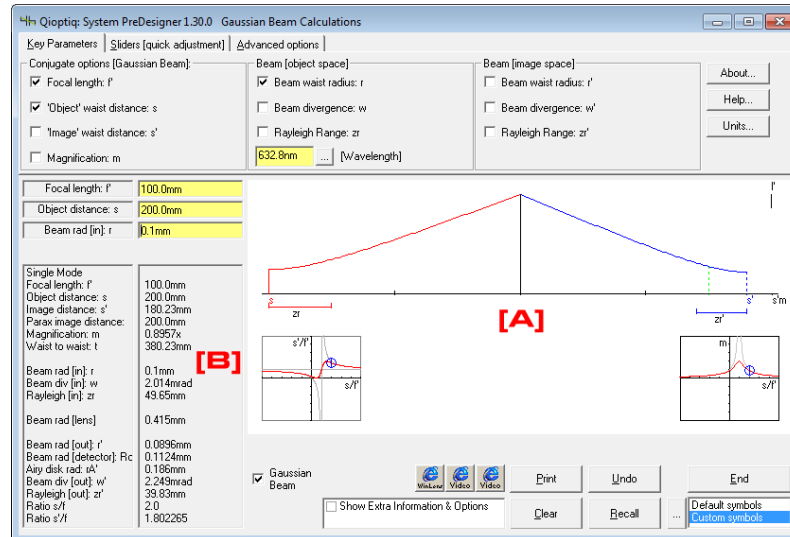 Qioptiq: System PreDesigner 1.30.0 Gaussian Beam Calculations
Key Parameters Sliders [quick adjustment] Advanced options
Conjugate options [Gaussian Beam]: Beam [object space] Beam [image space]
Focal length: f' Beam waist radius: r Beam waist radius: r' About...
'Object' waist distance: s Beam divergence: w Beam divergence: w' Help...
'Image' waist distance: s' Rayleigh Range: zr Rayleigh Range: zr' Units...
Magnification: m 632.8nm ... [Wavelength]
Focal length: f' 100.0mm
Object distance: s 200.0mm
Beam rad [in]: r 0.1mm
Single Mode
Focal length: f' 100.0mm
Object distance: s 200.0mm
Image distance: s' 180.23mm
Parax image distance: 200.0mm
Magnification: m 0.8957x
Waist to waist: t 380.23mm
Beam rad [in]: r 0.1mm
Beam div [in]: w 2.014mrad
Rayleigh [in]: zr 49.65mm
Beam rad [lens] 0.415mm
Beam rad [out]: r' 0.0896mm
Beam rad [detector]: Rc 0.1124mm
Airy disk rad: rA' 0.186mm
Beam div [out]: w' 2.249mrad
Rayleigh [out]: zr' 39.83mm
Ratio s/f 2.0
Ratio s'/f 1.802265
[B]
s s' s'm
zr zr'
[A]
s'/f' m
s/f' s/f'
Gaussian Beam
WinLens Video Video Print Undo End
Show Extra Information & Options Clear Recall ... Default symbols
Custom symbols